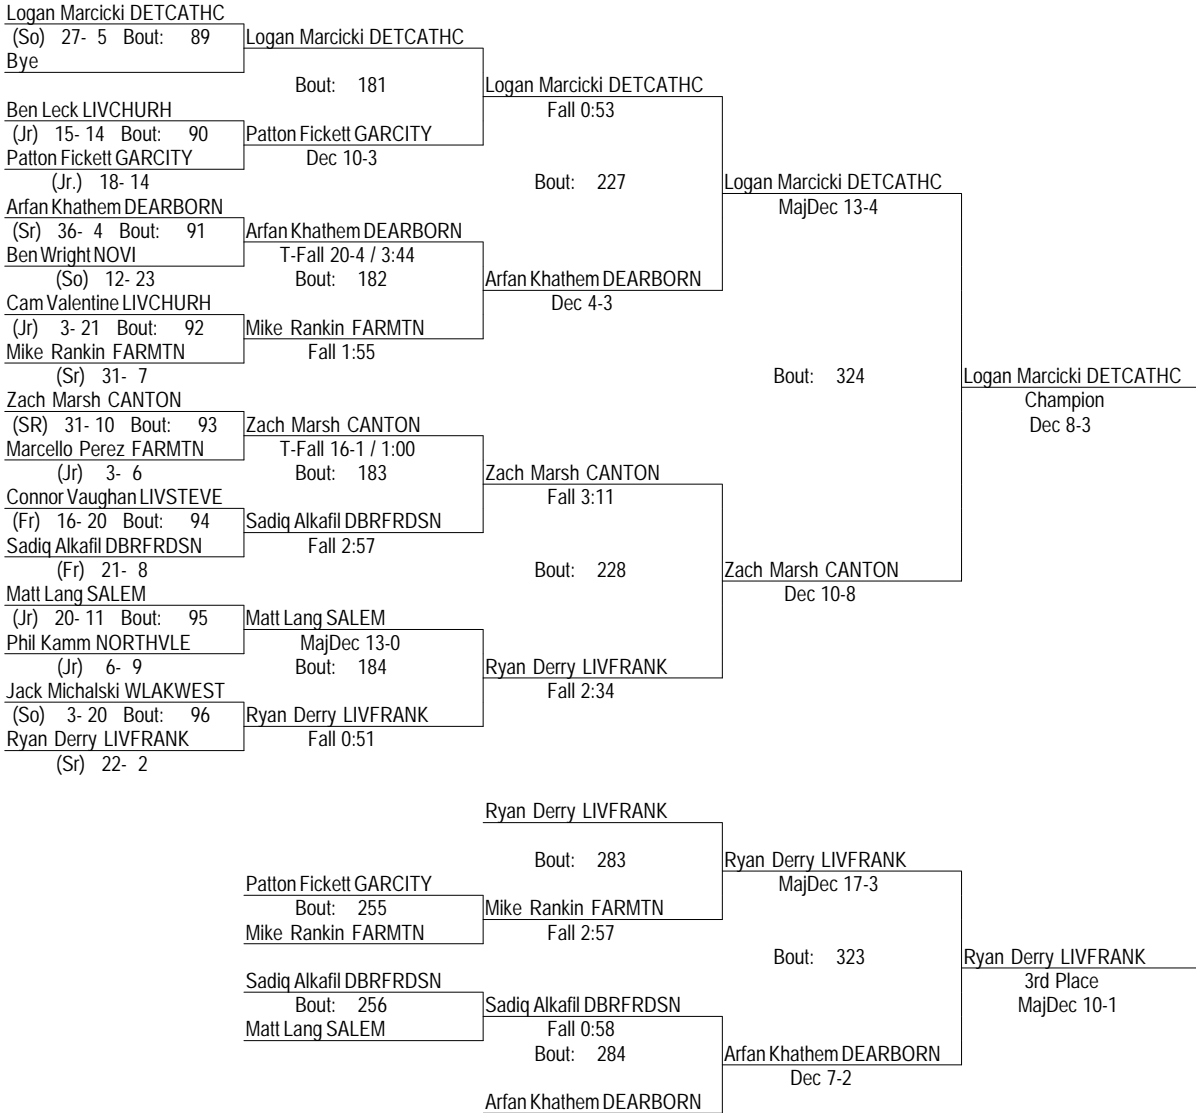 Logan Marcicki DETCATHC
(So) 27- 5 Bout: 89
Logan Marcicki DETCATHC
Bye
Bout: 181
Logan Marcicki DETCATHC
Ben Leck LIVCHURH
Fall 0:53
(Jr) 15- 14 Bout: 90
Patton Fickett GARCITY
Patton Fickett GARCITY
Dec 10-3
(Jr.) 18- 14
Bout: 227
Logan Marcicki DETCATHC
Arfan Khathem DEARBORN
MajDec 13-4
(Sr) 36- 4 Bout: 91
Arfan Khathem DEARBORN
Ben Wright NOVI
T-Fall 20-4 / 3:44
(So) 12- 23
Bout: 182
Arfan Khathem DEARBORN
Cam Valentine LIVCHURH
Dec 4-3
(Jr) 3- 21 Bout: 92
Mike Rankin FARMTN
Mike Rankin FARMTN
Fall 1:55
(Sr) 31- 7
Bout: 324
Logan Marcicki DETCATHC
Zach Marsh CANTON
Champion
(SR) 31- 10 Bout: 93
Zach Marsh CANTON
Dec 8-3
Marcello Perez FARMTN
T-Fall 16-1 / 1:00
(Jr) 3- 6
Bout: 183
Zach Marsh CANTON
Connor Vaughan LIVSTEVE
Fall 3:11
(Fr) 16- 20 Bout: 94
Sadiq Alkafil DBRFRDSN
Sadiq Alkafil DBRFRDSN
Fall 2:57
(Fr) 21- 8
Bout: 228
Zach Marsh CANTON
Matt Lang SALEM
Dec 10-8
(Jr) 20- 11 Bout: 95
Matt Lang SALEM
Phil Kamm NORTHVLE
MajDec 13-0
(Jr) 6- 9
Bout: 184
Ryan Derry LIVFRANK
Jack Michalski WLAKWEST
Fall 2:34
(So) 3- 20 Bout: 96
Ryan Derry LIVFRANK
Ryan Derry LIVFRANK
Fall 0:51
(Sr) 22- 2
Ryan Derry LIVFRANK
Bout: 283
Ryan Derry LIVFRANK
Patton Fickett GARCITY
MajDec 17-3
Bout: 255
Mike Rankin FARMTN
Mike Rankin FARMTN
Fall 2:57
Bout: 323
Ryan Derry LIVFRANK
Sadiq Alkafil DBRFRDSN
3rd Place
Bout: 256
Sadiq Alkafil DBRFRDSN
MajDec 10-1
Matt Lang SALEM
Fall 0:58
Bout: 284
Arfan Khathem DEARBORN
Dec 7-2
Arfan Khathem DEARBORN